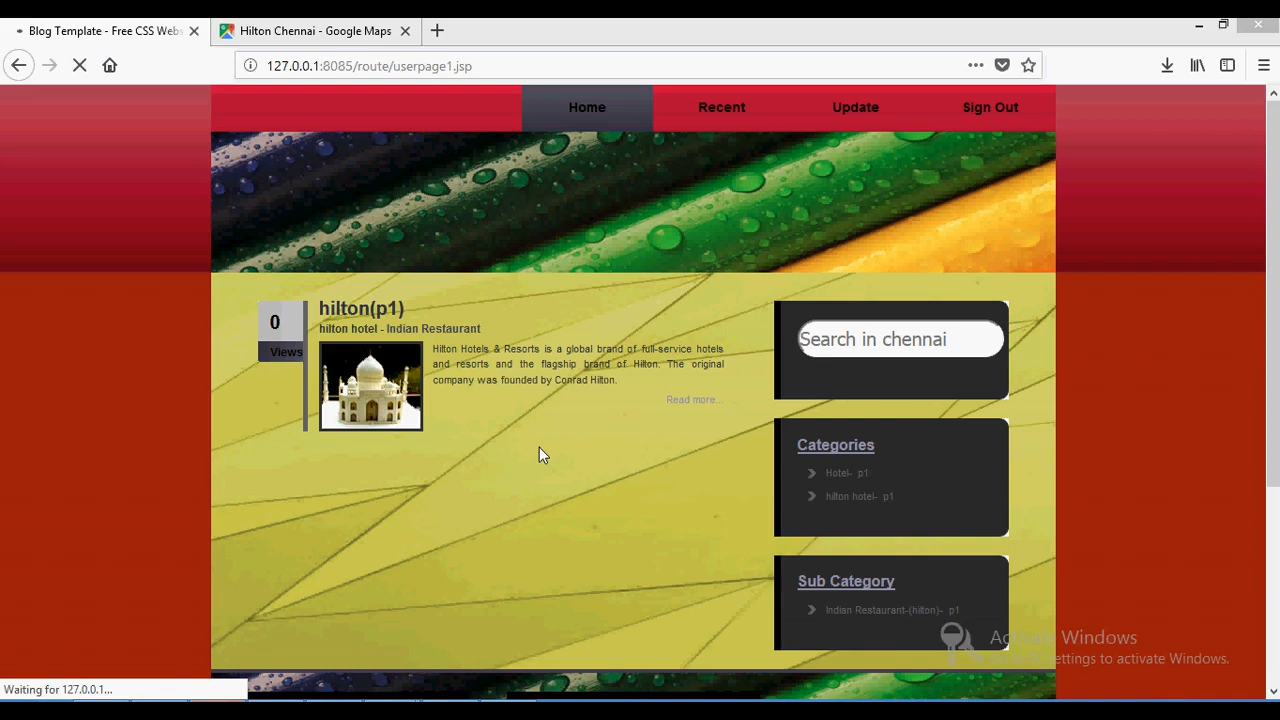 Blog Template - Free CSS Webs
Hilton Chennai - Google Maps
127.0.0.1:8085/route/userpage1.jsp
Home
Recent
Update
Sign Out
0
Views
hilton(p1)
hilton hotel - Indian Restaurant
Hilton Hotels & Resorts is a global brand of full-service hotels
and resorts and the flagship brand of Hilton. The original
company was founded by Conrad Hilton.
Read more...
Search in chennai
Categories
Hotel- p1
hilton hotel- p1
Sub Category
Indian Restaurant-(hilton)- p1
Activate Windows
settings to activate Windows.
Waiting for 127.0.0.1...